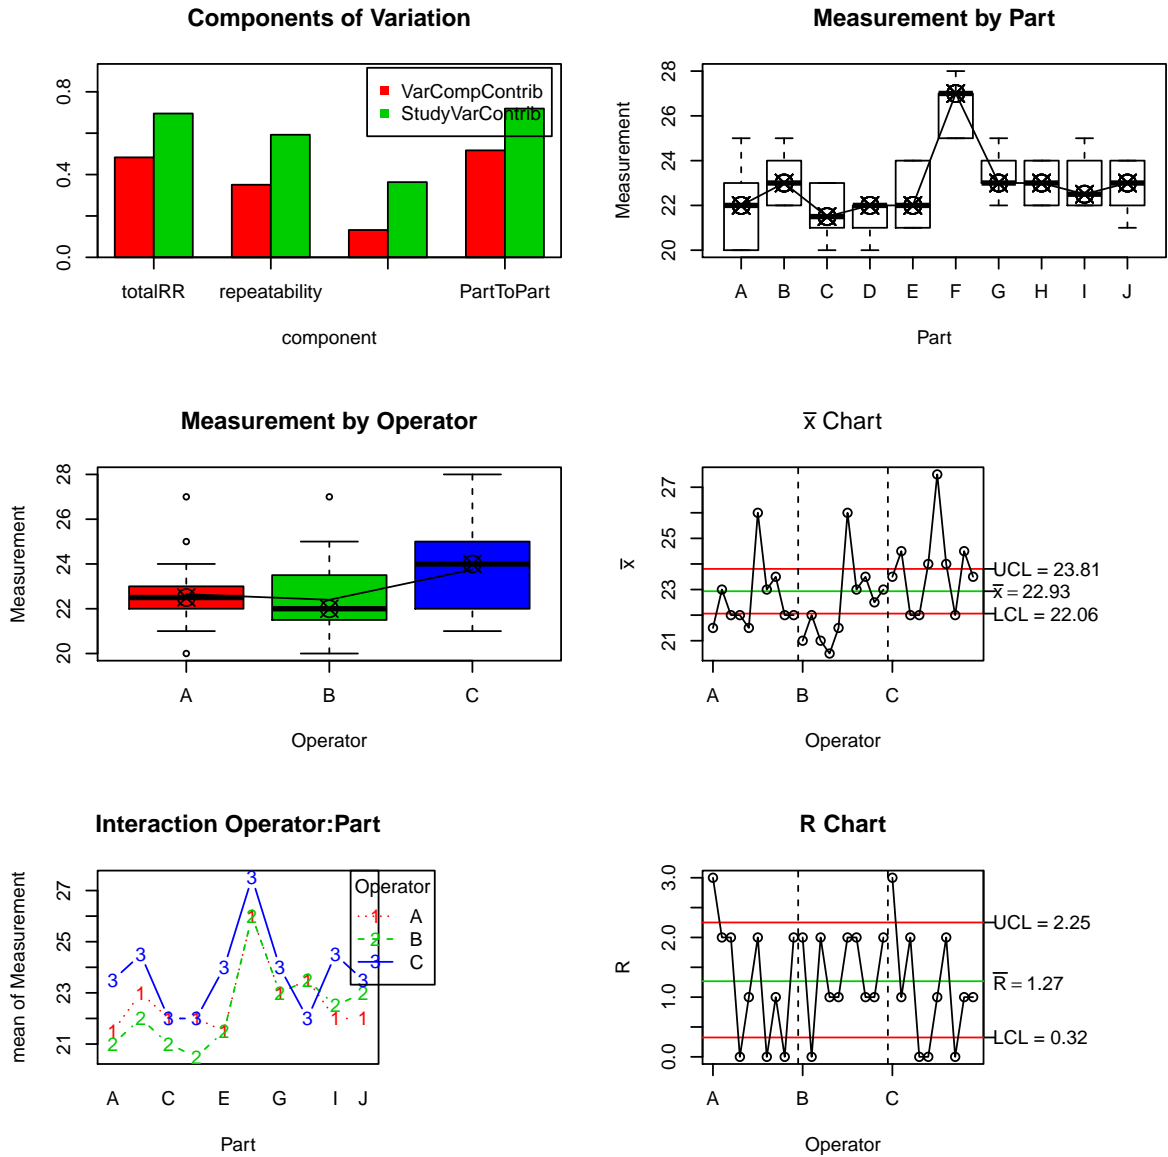 Components of Variation
0.8
0.4
0.0
VarCompContrib
StudyVarContrib
totalRR repeatability PartToPart
component
Measurement by Part
Measurement
28
26
24
22
20
A B C D E F G H I J
Part
Measurement by Operator
Measurement
28
26
24
22
20
A B C
Operator
x̅ Chart
x̅
27
25
23
21
UCL = 23.81
x̿ = 22.93
LCL = 22.06
A B C
Operator
Interaction Operator:Part
mean of Measurement
27
25
23
21
Operator
1 A
2 B
3 C
A C E G I J
Part
R Chart
R
3.0
2.0
1.0
0.0
UCL = 2.25
R̅ = 1.27
LCL = 0.32
A B C
Operator